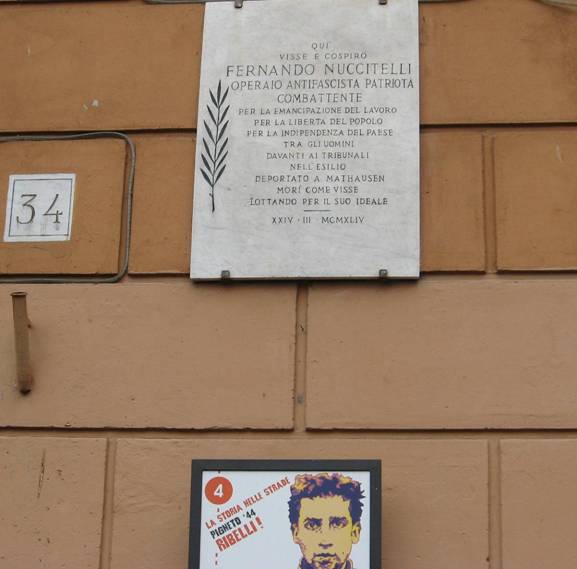 QUI
VISSE E COSPIRÒ
FERNANDO NUCCITELLI
OPERAIO ANTIFASCISTA PATRIOTA
COMBATTENTE
PER LA EMANCIPAZIONE DEL LAVORO
PER LA LIBERTÀ DEL POPOLO
PER LA INDIPENDENZA DEL PAESE
TRA GLI UOMINI
DAVANTI AI TRIBUNALI
NELL'ESILIO
DEPORTATO A MATHAUSEN
MORÍ COME VISSE
LOTTANDO PER IL SUO IDEALE
XXIV · III · MCMXLIV
34
4
LA STORIA NELLE STRADE
PIGNETO '44
RIBELLI!